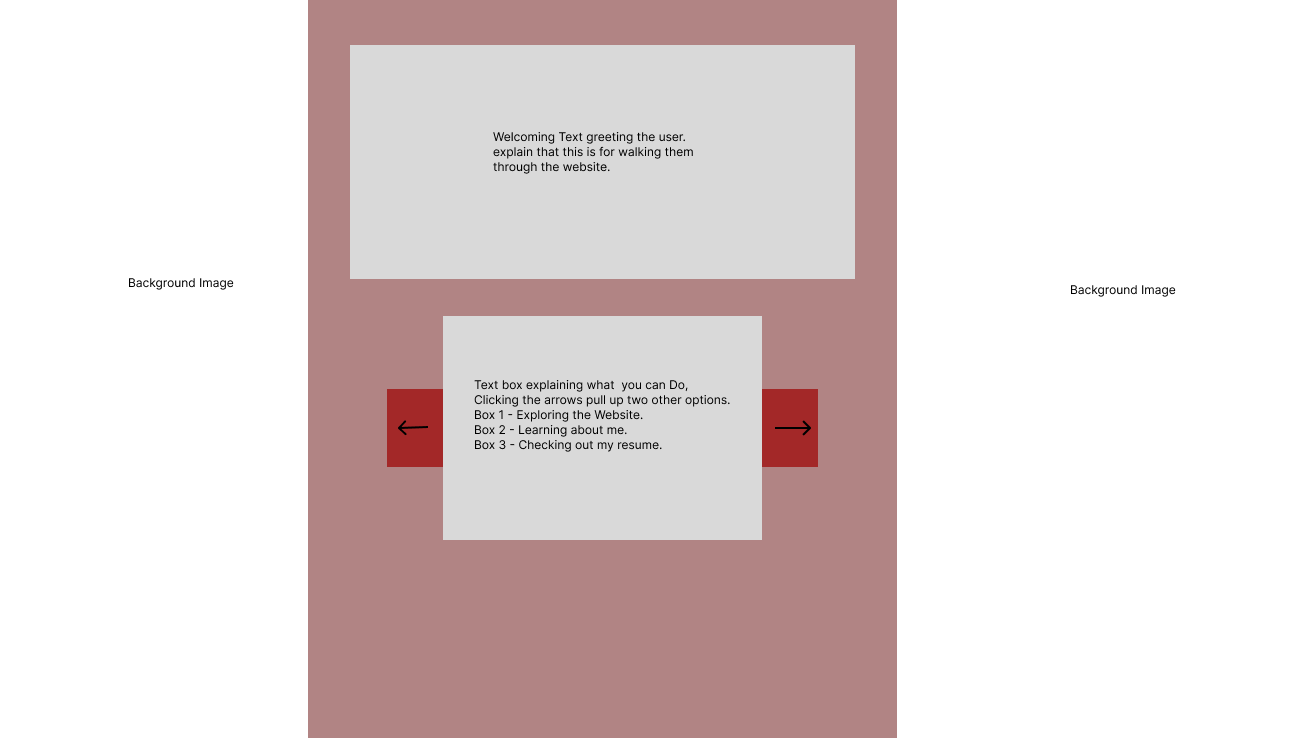 Welcoming Text greeting the user.
explain that this is for walking them
through the website.
Background Image
Background Image
Text box explaining what  you can Do,
Clicking the arrows pull up two other options.
Box 1 - Exploring the Website.
Box 2 - Learning about me.
Box 3 - Checking out my resume.